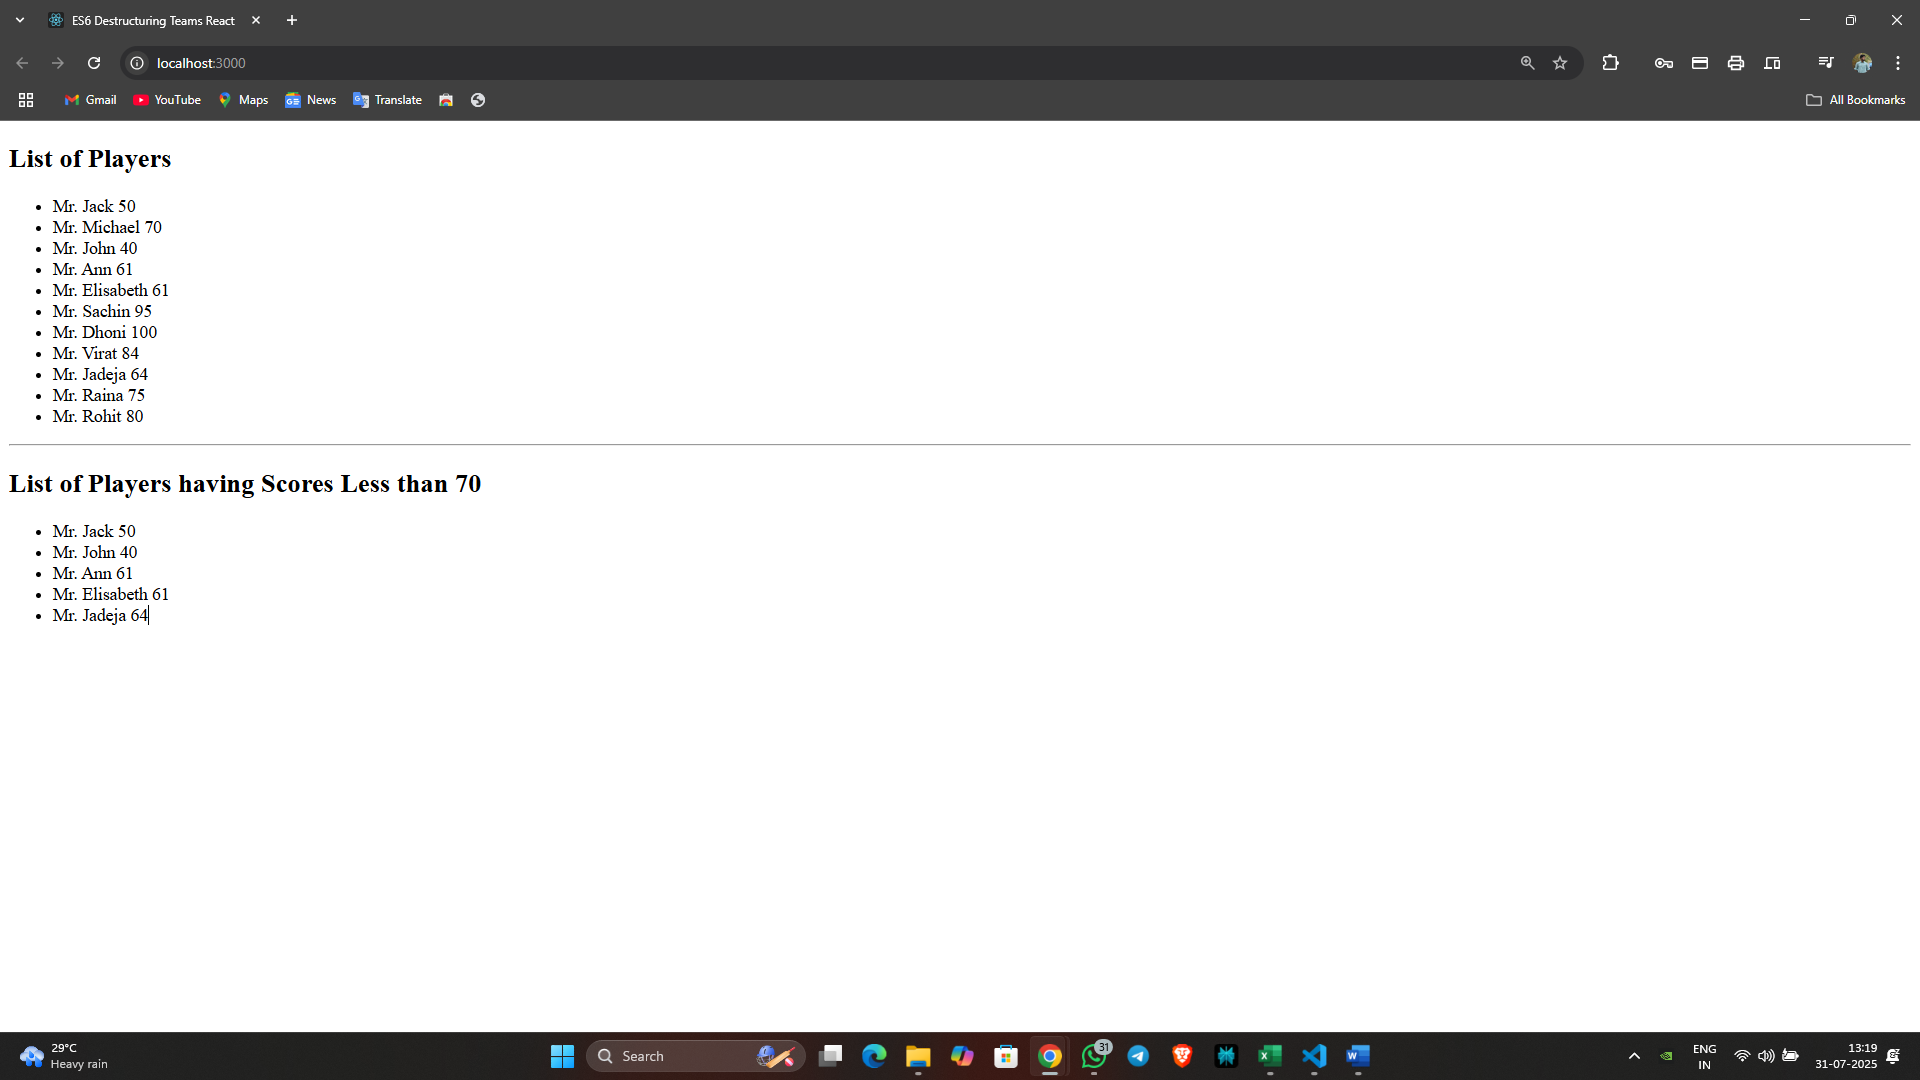 ES6 Destructuring Teams React
localhost:3000
Gmail
YouTube
Maps
News
Translate
All Bookmarks
List of Players
Mr. Jack 50
Mr. Michael 70
Mr. John 40
Mr. Ann 61
Mr. Elisabeth 61
Mr. Sachin 95
Mr. Dhoni 100
Mr. Virat 84
Mr. Jadeja 64
Mr. Raina 75
Mr. Rohit 80
List of Players having Scores Less than 70
Mr. Jack 50
Mr. John 40
Mr. Ann 61
Mr. Elisabeth 61
Mr. Jadeja 64
29°C
Heavy rain
Search
31
ENG
IN
13:19
31-07-2025